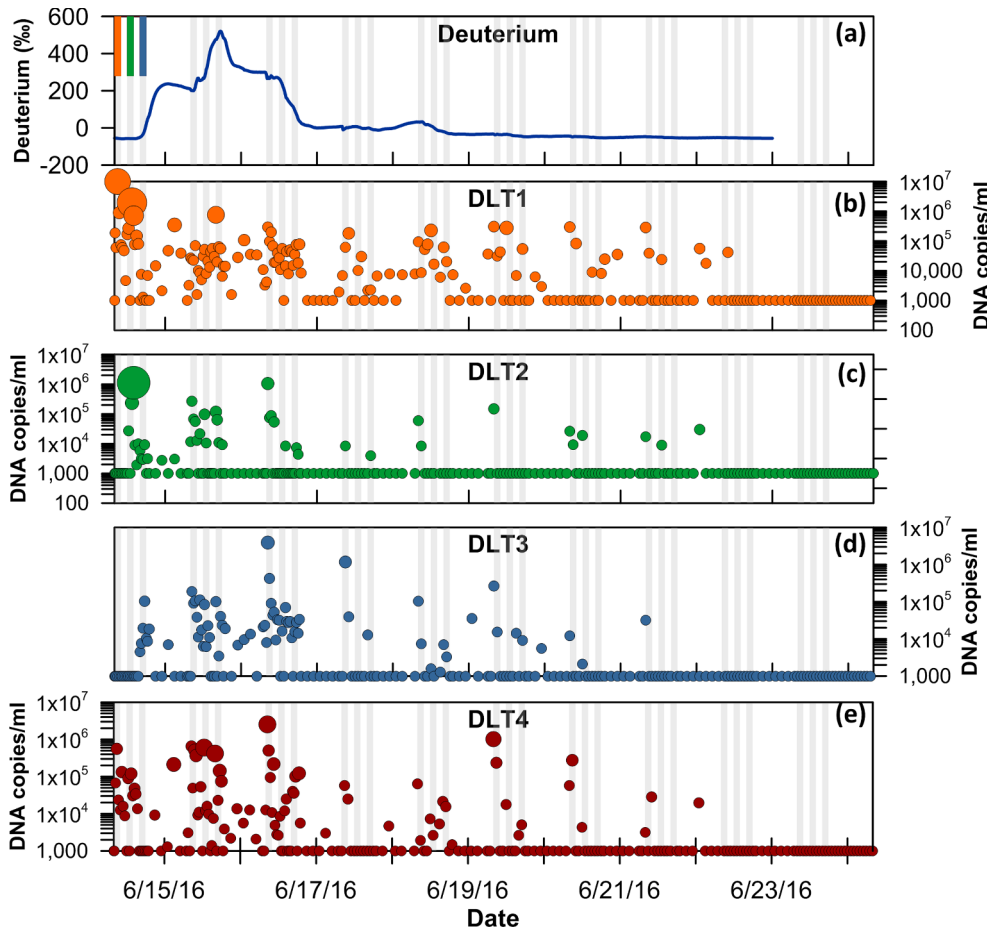 600
400
200
0
-200
Deuterium (‰)
Deuterium
(a)
DLT1
(b)
1x10⁷
1x10⁶
1x10⁵
10,000
1,000
100
DNA copies/ml
DLT2
(c)
1x10⁷
1x10⁶
1x10⁵
1x10⁴
1,000
100
DNA copies/ml
DLT3
(d)
1x10⁷
1x10⁶
1x10⁵
1x10⁴
1,000
DNA copies/ml
DLT4
(e)
1x10⁷
1x10⁶
1x10⁵
1x10⁴
1,000
DNA copies/ml
6/15/16 6/17/16 6/19/16 6/21/16 6/23/16
Date